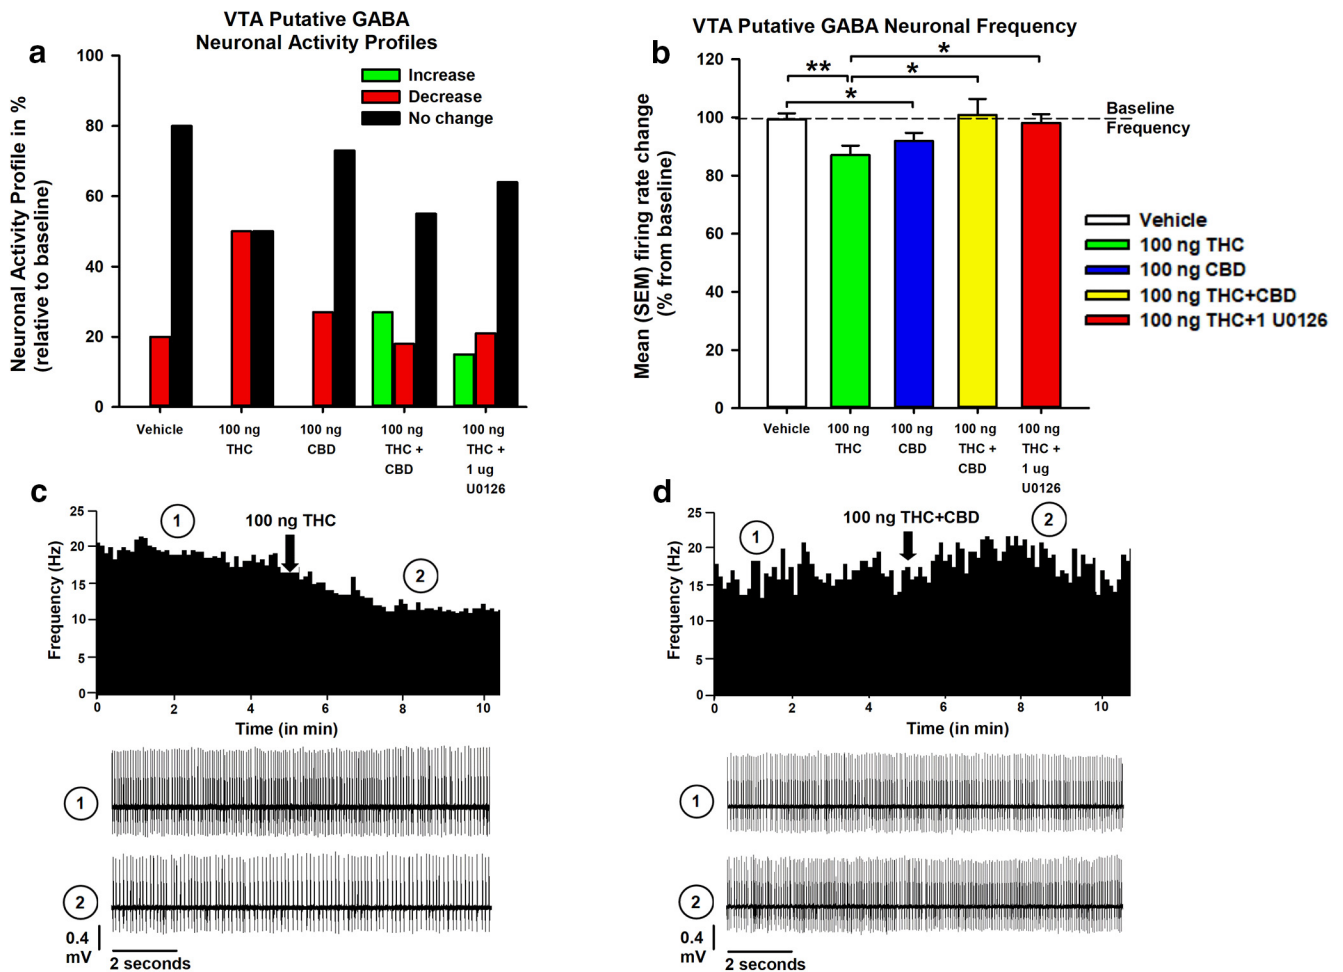 a
VTA Putative GABA
Neuronal Activity Profiles
Neuronal Activity Profile in %
(relative to baseline)
100
80
60
40
20
0
Increase
Decrease
No change
Vehicle
100 ng
THC
100 ng
CBD
100 ng
THC +
CBD
100 ng
THC +
1 ug
U0126
b
VTA Putative GABA Neuronal Frequency
Mean (SEM) firing rate change
(% from baseline)
120
100
80
60
40
20
0
*
**
*
*
Baseline
Frequency
Vehicle
100 ng
THC
100 ng
CBD
100 ng
THC +
CBD
100 ng
THC +
1 ug
U0126
Vehicle
100 ng THC
100 ng CBD
100 ng THC+CBD
100 ng THC+1 U0126
c
Frequency (Hz)
25
20
15
10
5
0
1
100 ng THC
2
0 2 4 6 8 10
Time (in min)
1
2
0.4
mV
2 seconds
d
Frequency (Hz)
25
20
15
10
5
0
1
100 ng THC+CBD
2
0 2 4 6 8 10
Time (in min)
1
2
0.4
mV
2 seconds